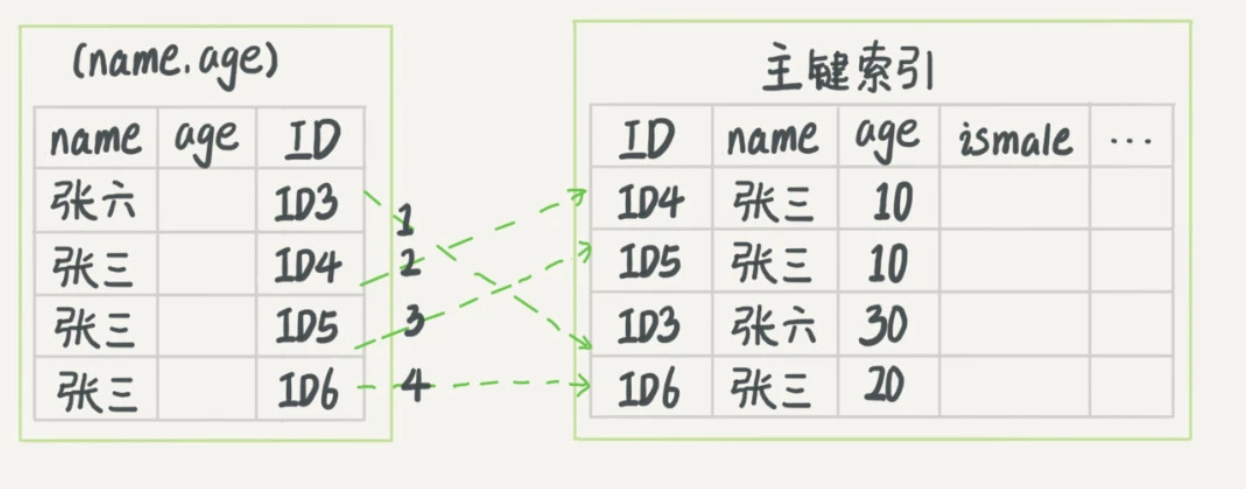 (name.age)
name age ID
张六 ID3
张三 ID4
张三 ID5
张三 ID6
1
2
3
4
主键索引
ID name age ismale ...
ID4 张三 10
ID5 张三 10
ID3 张六 30
ID6 张三 20